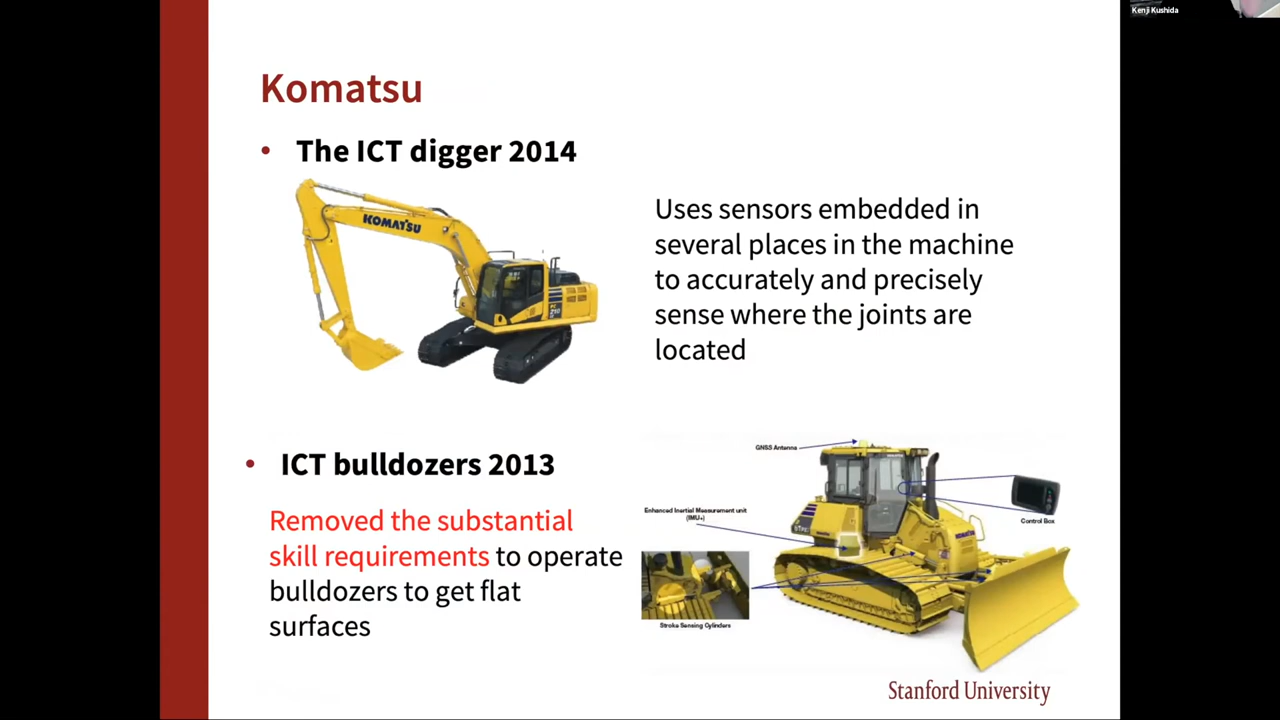 Kenji Kushida
Komatsu
• The ICT digger 2014
KOMATSU
Uses sensors embedded in
several places in the machine
to accurately and precisely
sense where the joints are
located
• ICT bulldozers 2013
Removed the substantial
skill requirements to operate
bulldozers to get flat
surfaces
GNSS Antenna
Enhanced Inertial Measurement unit
(IMU+)
Control Box
KOMATSU
Stroke Sensing Cylinders
Stanford University